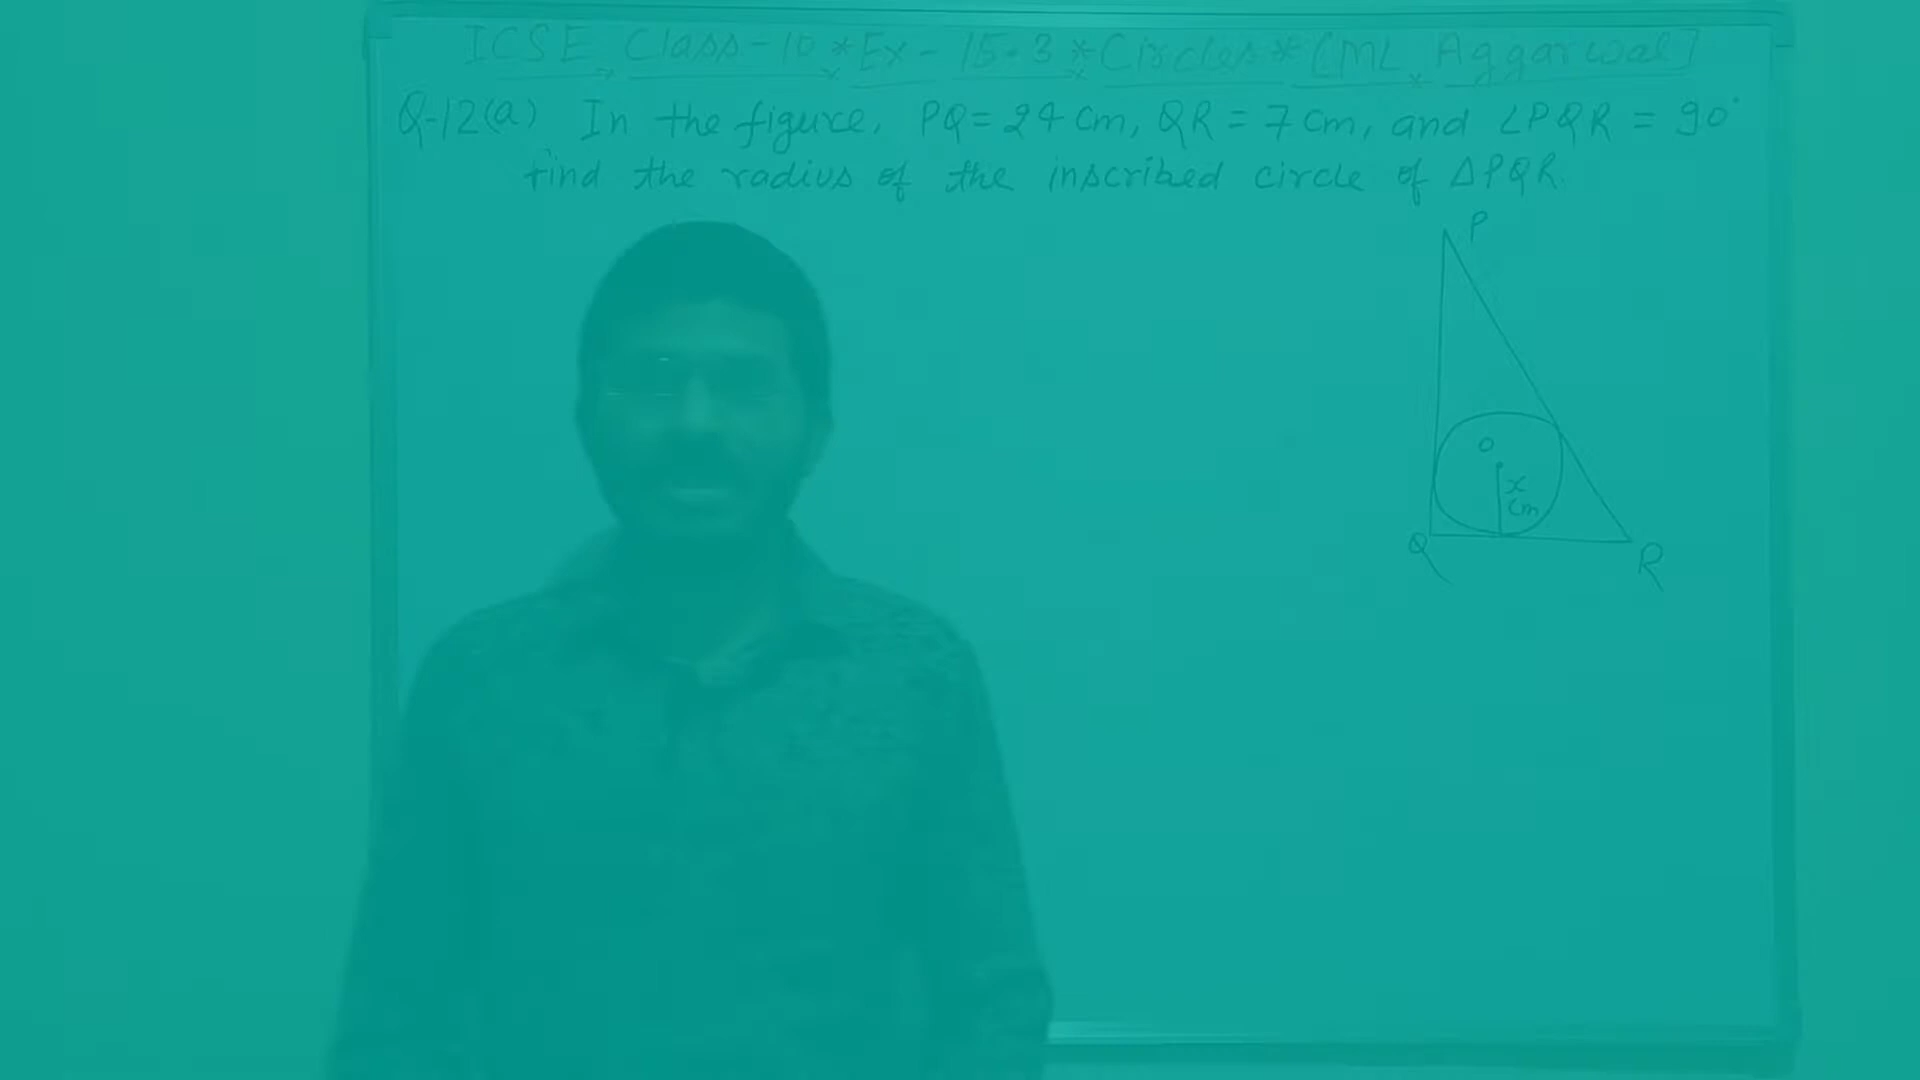 ICSE Class-10 * Ex-15.3 * Circles * [ML Aggarwal]
Q-12(a) In the figure, PQ = 24 cm, QR = 7 cm, and ∠PQR = 90°
find the radius of the inscribed circle of ΔPQR.
P
O
x
cm
Q
R